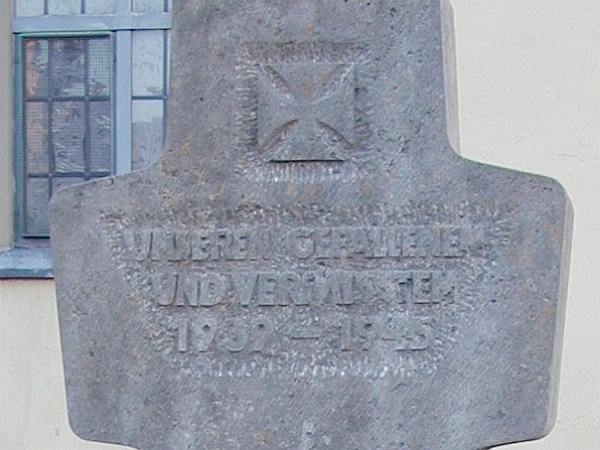 UNSEREN GEFALLENEN
UND VERMISSTEN
1939 – 1945